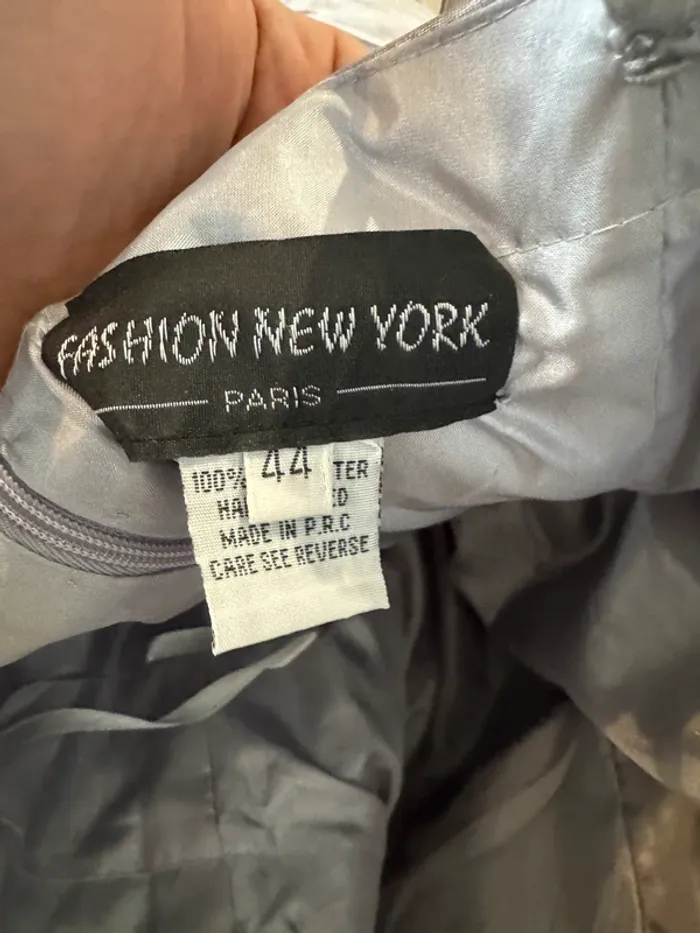 FASHION NEW YORK
PARIS
44
100%
MADE IN P.R.C
CARE SEE REVERSE